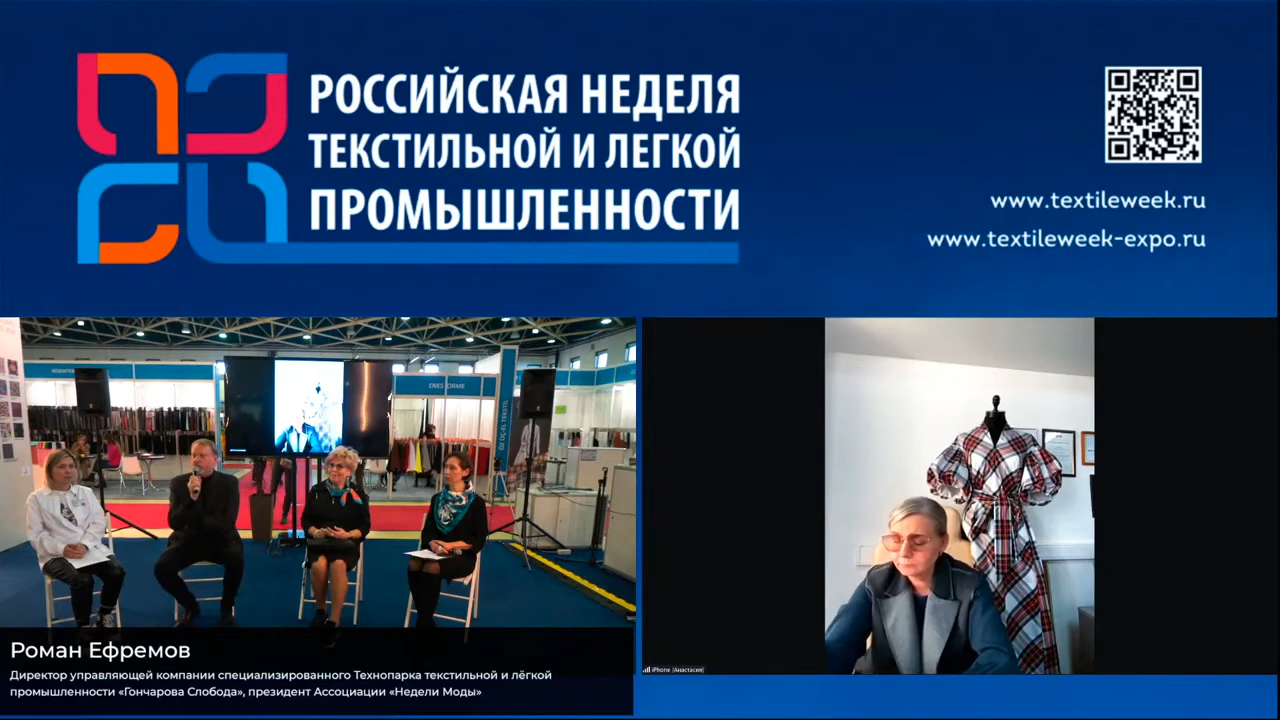 РОССИЙСКАЯ НЕДЕЛЯ
ТЕКСТИЛЬНОЙ И ЛЕГКОЙ
ПРОМЫШЛЕННОСТИ
www.textileweek.ru
www.textileweek-expo.ru
Роман Ефремов
Директор управляющей компании специализированного Технопарка текстильной и лёгкой
промышленности «Гончарова Слобода», президент Ассоциации «Недели Моды»
iPhone (Анастасия)